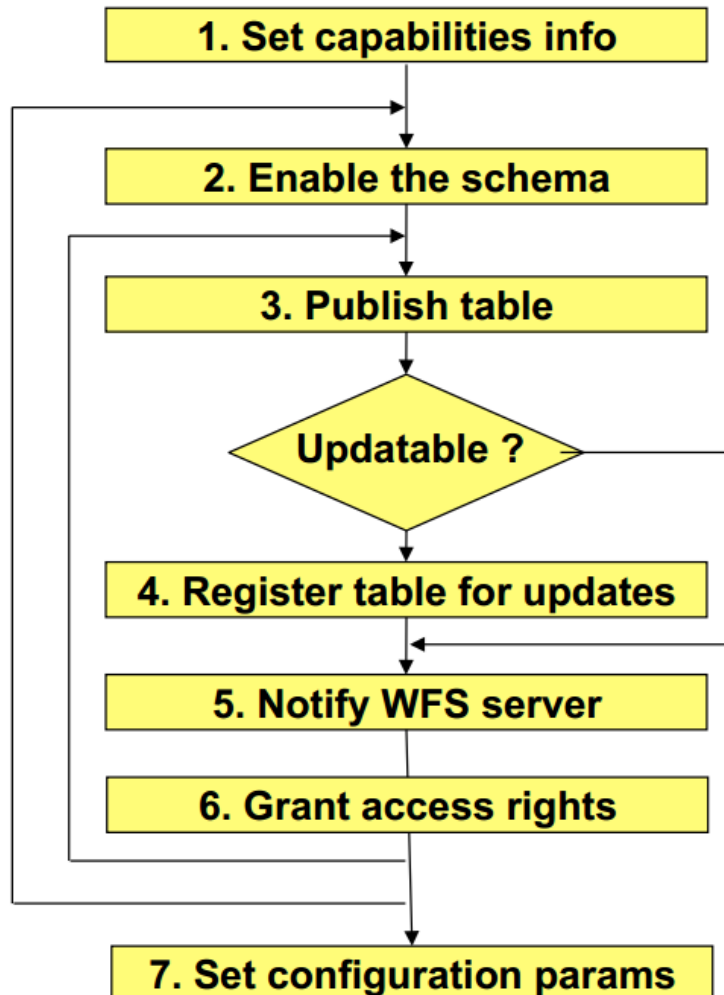 1. Set capabilities info
2. Enable the schema
3. Publish table
Updatable ?
4. Register table for updates
5. Notify WFS server
6. Grant access rights
7. Set configuration params